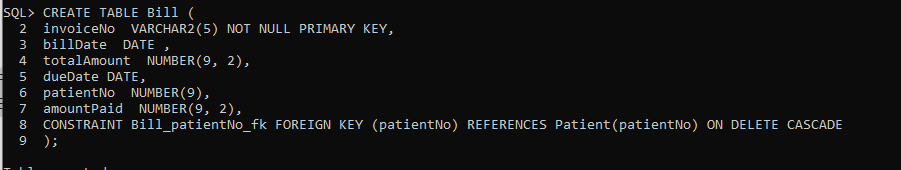 SQL> CREATE TABLE Bill (
  2  invoiceNo  VARCHAR2(5) NOT NULL PRIMARY KEY,
  3  billDate  DATE ,
  4  totalAmount  NUMBER(9, 2),
  5  dueDate DATE,
  6  patientNo  NUMBER(9),
  7  amountPaid  NUMBER(9, 2),
  8  CONSTRAINT Bill_patientNo_fk FOREIGN KEY (patientNo) REFERENCES Patient(patientNo) ON DELETE CASCADE
  9  );